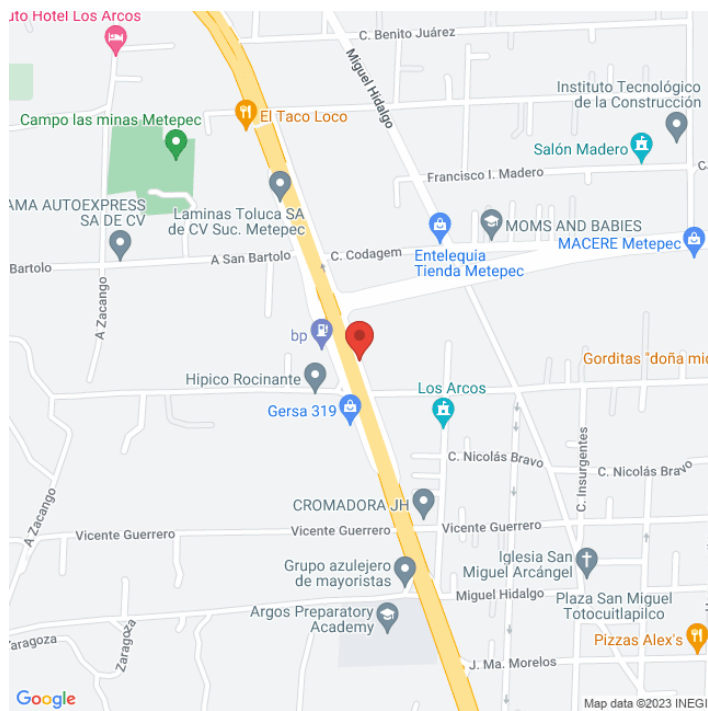 uto Hotel Los Arcos
C. Benito Juárez
Miguel Hidalgo
Instituto Tecnológico
de la Construcción
El Taco Loco
Campo las minas Metepec
Salón Madero
Francisco I. Madero
C.
Laminas Toluca SA
de CV Suc. Metepec
AMA AUTOEXPRESS
SA DE CV
MOMS AND BABIES
MACERE Metepec
Entelequia
Tienda Metepec
C. Codagem
A San Bartolo
Bartolo
A Zacango
bp
Gorditas "doña mic
Hipico Rocinante
Los Arcos
Gersa 319
C. Nicolás Bravo
C. Nicolás Bravo
C. Insurgentes
CROMADORA JH
A Zacango
Vicente Guerrero
Vicente Guerrero
Vicente Guerrero
Grupo azulejero
de mayoristas
Iglesia San
Miguel Arcángel
Miguel Hidalgo
Plaza San Miguel
Totocuitlapilco
Argos Preparatory
Academy
Zaragoza
Zaragoza
Pizzas Alex's
J. Ma. Morelos
Google
Map data ©2023 INEGI